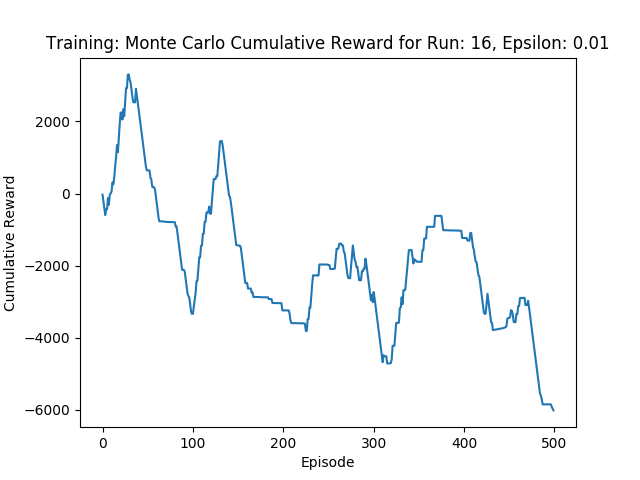 Training: Monte Carlo Cumulative Reward for Run: 16, Epsilon: 0.01
Cumulative Reward
2000
0
−2000
−4000
−6000
0 100 200 300 400 500
Episode